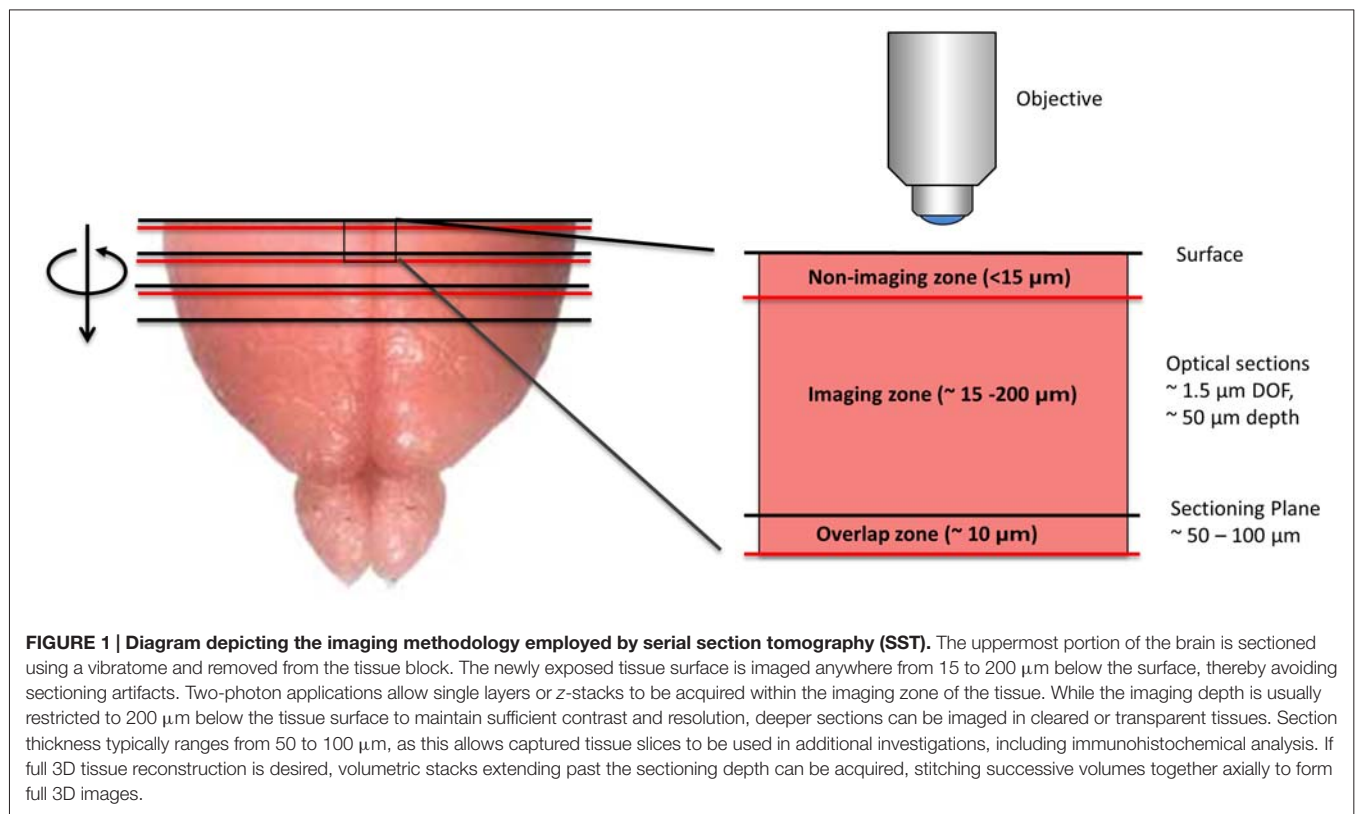 Objective
Surface
Non-imaging zone (<15 µm)
Optical sections
~ 1.5 µm DOF,
~ 50 µm depth
Imaging zone (~ 15 -200 µm)
Sectioning Plane
~ 50 – 100 µm
Overlap zone (~ 10 µm)
FIGURE 1 | Diagram depicting the imaging methodology employed by serial section tomography (SST). The uppermost portion of the brain is sectioned
using a vibratome and removed from the tissue block. The newly exposed tissue surface is imaged anywhere from 15 to 200 µm below the surface, thereby avoiding
sectioning artifacts. Two-photon applications allow single layers or z-stacks to be acquired within the imaging zone of the tissue. While the imaging depth is usually
restricted to 200 µm below the tissue surface to maintain sufficient contrast and resolution, deeper sections can be imaged in cleared or transparent tissues. Section
thickness typically ranges from 50 to 100 µm, as this allows captured tissue slices to be used in additional investigations, including immunohistochemical analysis. If
full 3D tissue reconstruction is desired, volumetric stacks extending past the sectioning depth can be acquired, stitching successive volumes together axially to form
full 3D images.